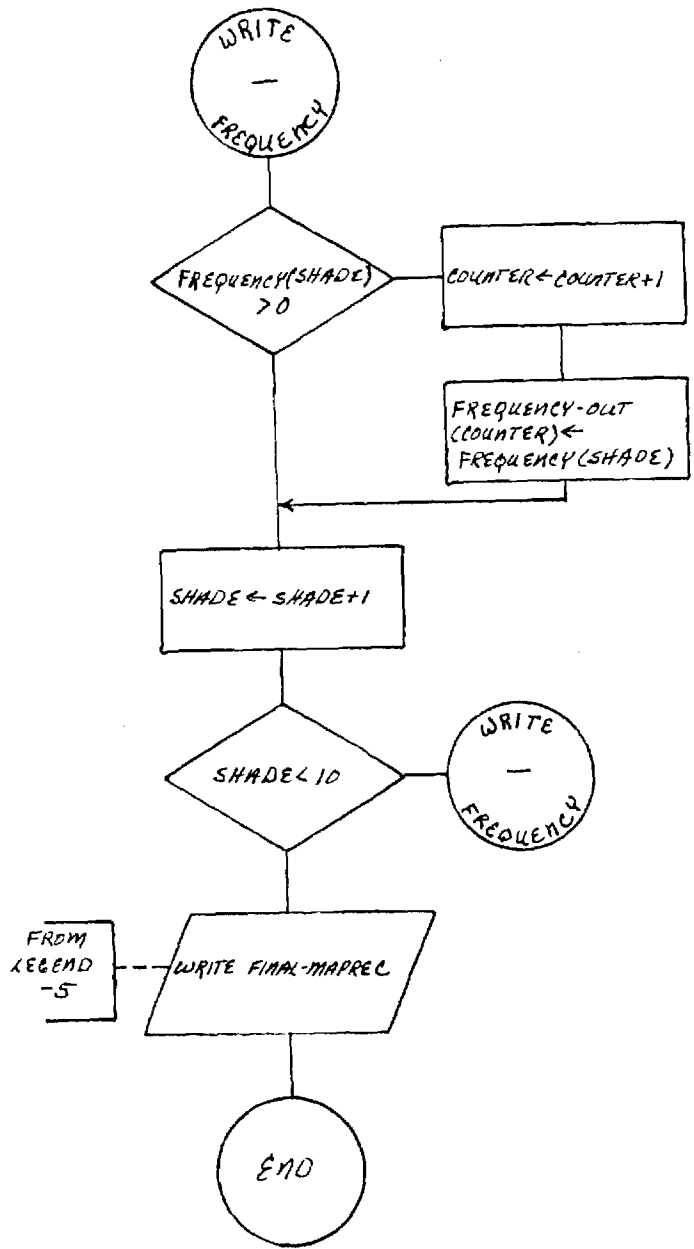 WRITE
—
FREQUENCY
FREQUENCY(SHADE)
>0
COUNTER←COUNTER+1
FREQUENCY-OUT
(COUNTER)←
FREQUENCY(SHADE)
SHADE←SHADE+1
SHADE<10
WRITE
—
FREQUENCY
FROM
LEGEND
-5
WRITE FINAL-MAPREC
END